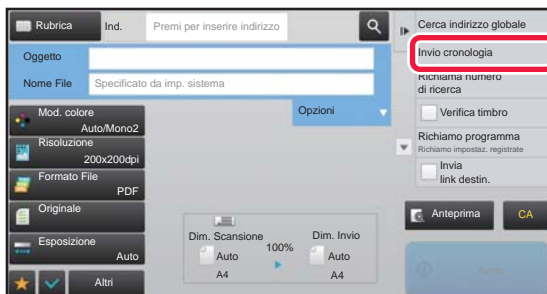 Rubrica
Ind.
Premi per inserire indirizzo
Oggetto
Nome File
Specificato da imp. sistema
Opzioni
Mod. colore
Auto/Mono2
Risoluzione
200x200dpi
Formato File
PDF
Originale
Esposizione
Auto
Altri
Dim. Scansione
Auto
A4
100%
Dim. Invio
Auto
A4
Cerca indirizzo globale
Invio cronologia
Richiama numero
di ricerca
Verifica timbro
Richiamo programma
Richiamo impostaz. registrate
Invia
link destin.
Anteprima
CA
Avvio